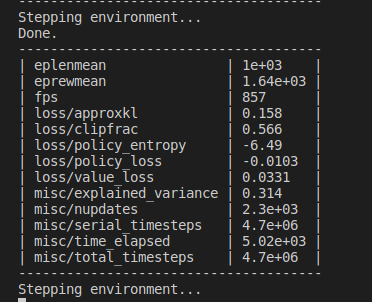 ---------------------------------------
Stepping environment...
Done.
---------------------------------------
| eplenmean | 1e+03 |
| eprewmean | 1.64e+03 |
| fps | 857 |
| loss/approxkl | 0.158 |
| loss/clipfrac | 0.566 |
| loss/policy_entropy | -6.49 |
| loss/policy_loss | -0.0103 |
| loss/value_loss | 0.0331 |
| misc/explained_variance | 0.314 |
| misc/nupdates | 2.3e+03 |
| misc/serial_timesteps | 4.7e+06 |
| misc/time_elapsed | 5.02e+03 |
| misc/total_timesteps | 4.7e+06 |
---------------------------------------
Stepping environment...